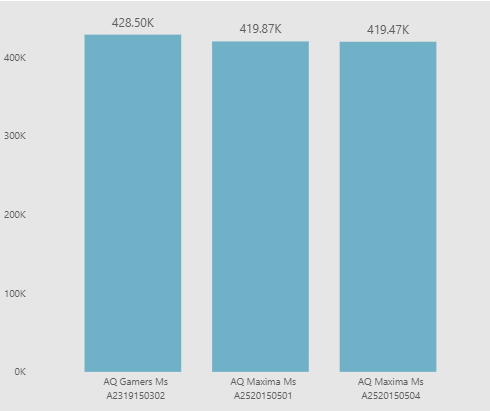 428.50K
419.87K
419.47K
400K
300K
200K
100K
0K
AQ Gamers Ms
A2319150302
AQ Maxima Ms
A2520150501
AQ Maxima Ms
A2520150504